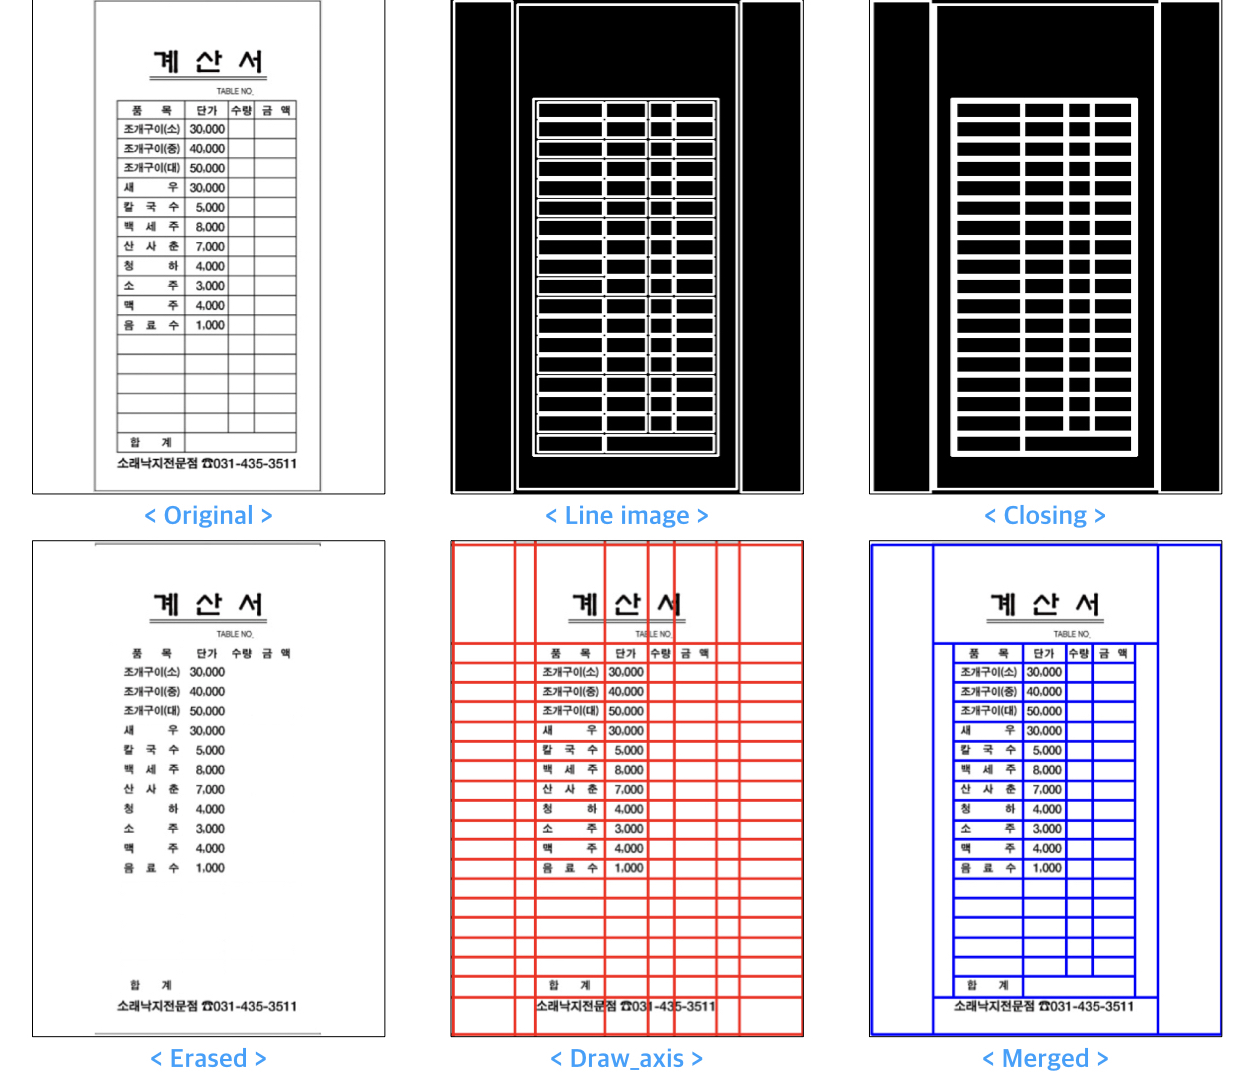 계 산 서
TABLE NO.
품 목 단가 수량 금 액
조개구이(소) 30,000
조개구이(중) 40,000
조개구이(대) 50,000
새 우 30,000
칼 국 수 5,000
백 세 주 8,000
산 사 춘 7,000
청 하 4,000
소 주 3,000
맥 주 4,000
음 료 수 1,000
합 계
소래낙지전문점 ☎031-435-3511
< Original >
< Line image >
< Closing >
계 산 서
TABLE NO.
품 목 단가 수량 금 액
조개구이(소) 30,000
조개구이(중) 40,000
조개구이(대) 50,000
새 우 30,000
칼 국 수 5,000
백 세 주 8,000
산 사 춘 7,000
청 하 4,000
소 주 3,000
맥 주 4,000
음 료 수 1,000
합 계
소래낙지전문점 ☎031-435-3511
< Erased >
계 산 서
TABLE NO.
품 목 단가 수량 금 액
조개구이(소) 30,000
조개구이(중) 40,000
조개구이(대) 50,000
새 우 30,000
칼 국 수 5,000
백 세 주 8,000
산 사 춘 7,000
청 하 4,000
소 주 3,000
맥 주 4,000
음 료 수 1,000
합 계
소래낙지전문점 ☎031-435-3511
< Draw_axis >
계 산 서
TABLE NO.
품 목 단가 수량 금 액
조개구이(소) 30,000
조개구이(중) 40,000
조개구이(대) 50,000
새 우 30,000
칼 국 수 5,000
백 세 주 8,000
산 사 춘 7,000
청 하 4,000
소 주 3,000
맥 주 4,000
음 료 수 1,000
합 계
소래낙지전문점 ☎031-435-3511
< Merged >